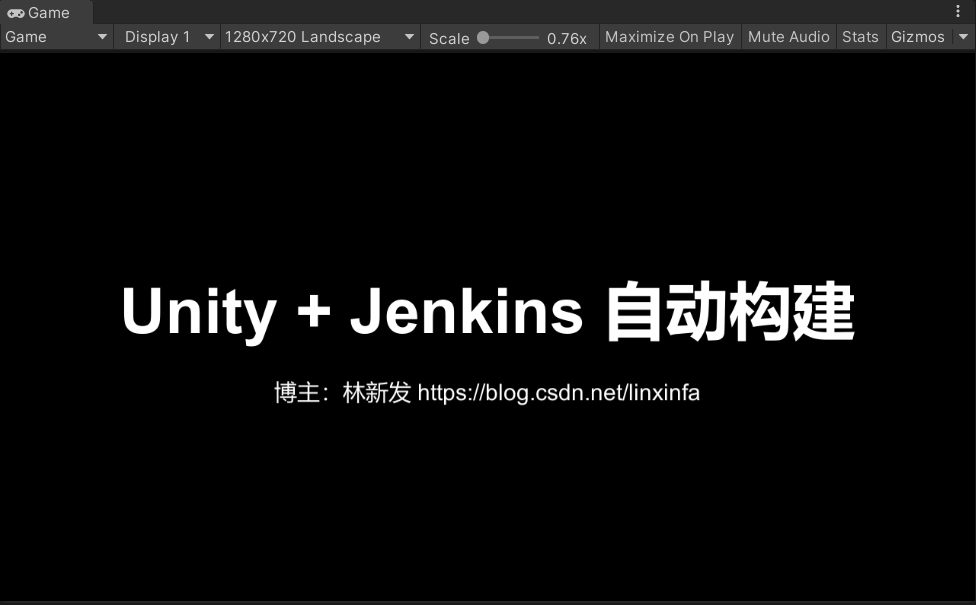 Game
Game Display 1 1280x720 Landscape Scale 0.76x Maximize On Play Mute Audio Stats Gizmos
Unity + Jenkins 自动构建
博主：林新发 https://blog.csdn.net/linxinfa